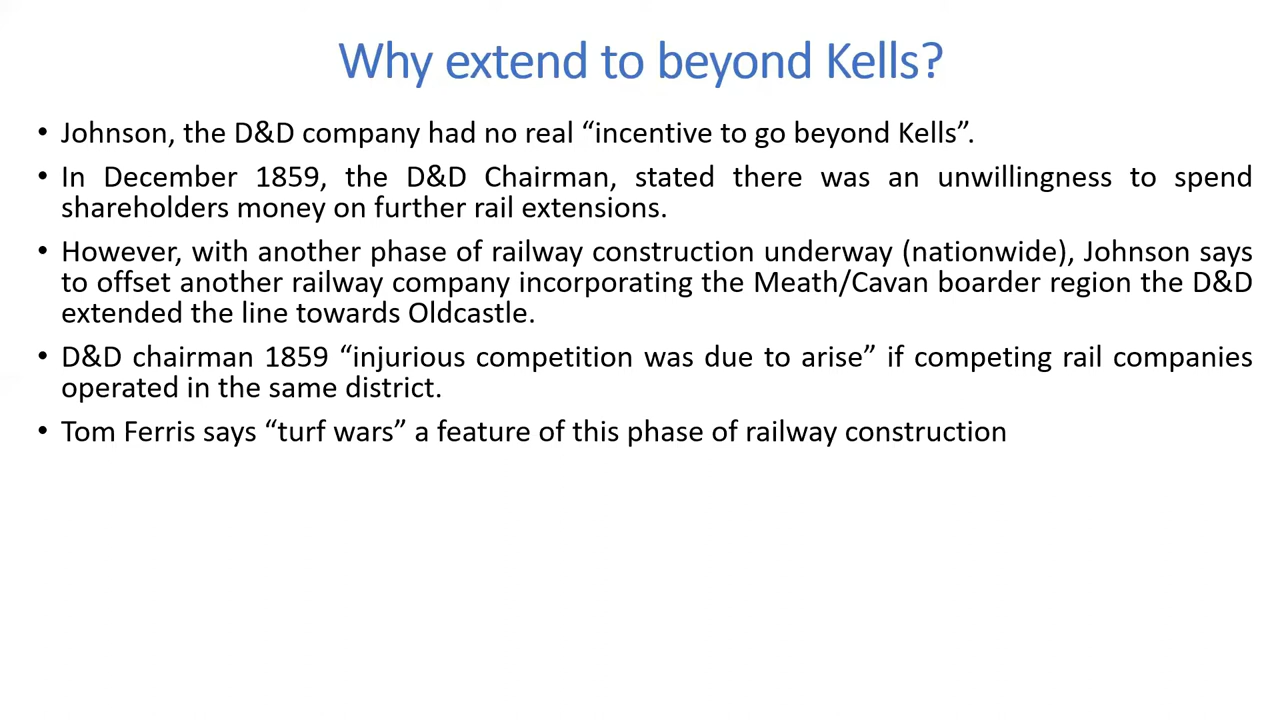 Why extend to beyond Kells?
• Johnson, the D&D company had no real “incentive to go beyond Kells”.
• In December 1859, the D&D Chairman, stated there was an unwillingness to spend
shareholders money on further rail extensions.
• However, with another phase of railway construction underway (nationwide), Johnson says
to offset another railway company incorporating the Meath/Cavan boarder region the D&D
extended the line towards Oldcastle.
• D&D chairman 1859 “injurious competition was due to arise” if competing rail companies
operated in the same district.
• Tom Ferris says “turf wars” a feature of this phase of railway construction